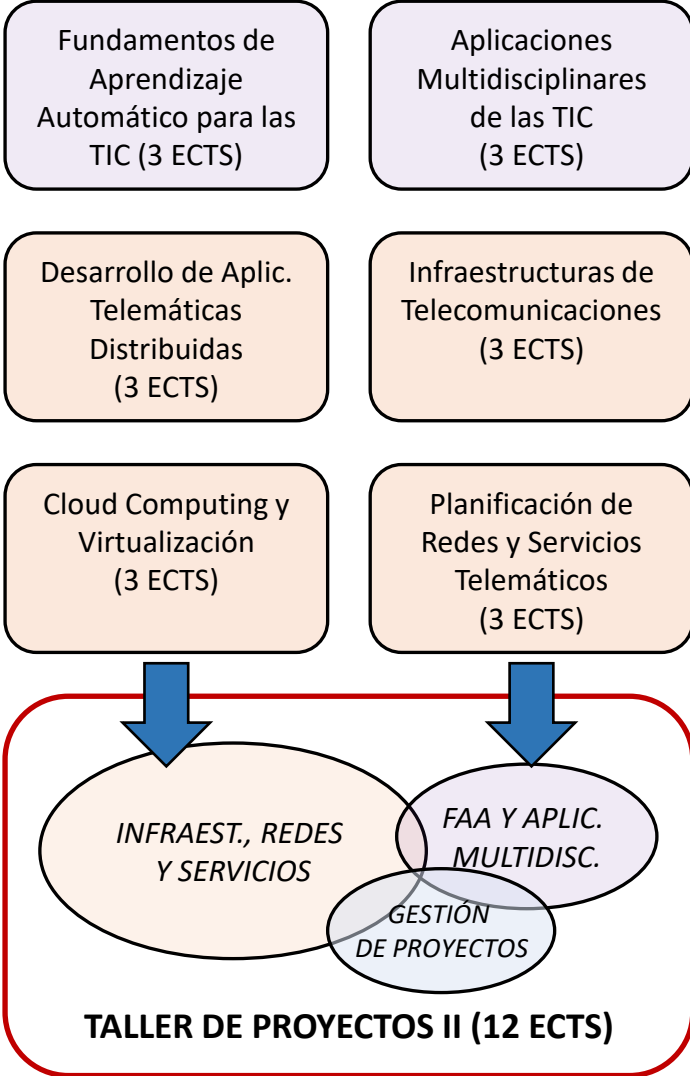 Fundamentos de
Aprendizaje
Automático para las
TIC (3 ECTS)
Aplicaciones
Multidisciplinares
de las TIC
(3 ECTS)
Desarrollo de Aplic.
Telemáticas
Distribuidas
(3 ECTS)
Infraestructuras de
Telecomunicaciones
(3 ECTS)
Cloud Computing y
Virtualización
(3 ECTS)
Planificación de
Redes y Servicios
Telemáticos
(3 ECTS)
INFRAEST., REDES
Y SERVICIOS
FAA Y APLIC.
MULTIDISC.
GESTIÓN
DE PROYECTOS
TALLER DE PROYECTOS II (12 ECTS)